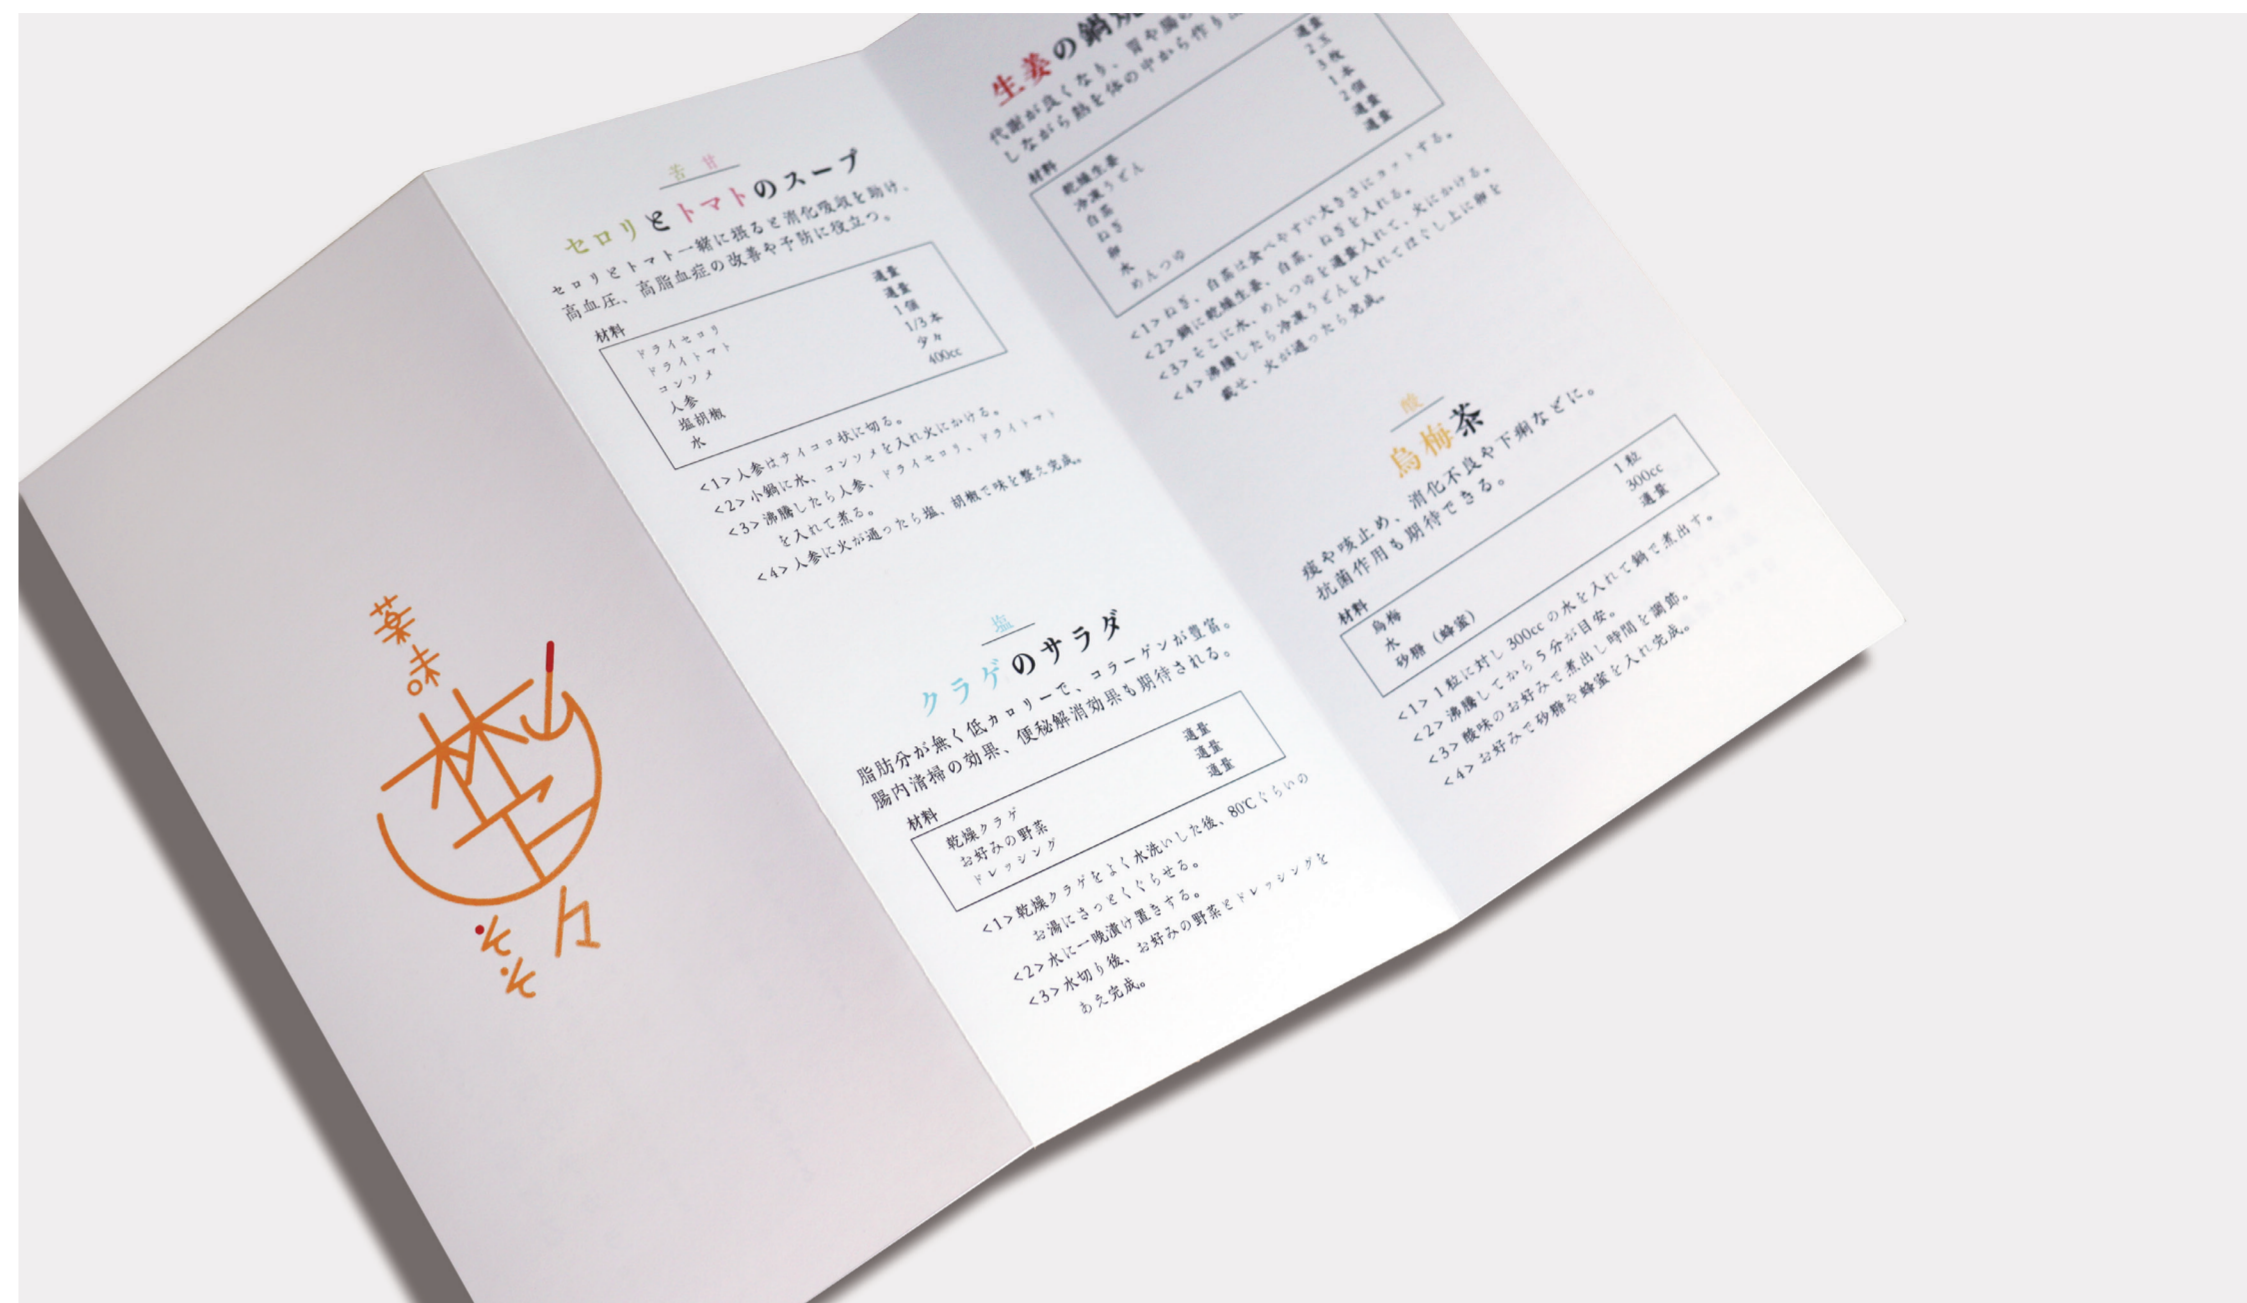 薬味
々
苦 甘
セロリとトマトのスープ
セロリとトマト一緒に摂ると消化吸収を助け、
高血圧、高脂血症の改善や予防に役立つ。
材料
ドライセロリ 適量
ドライトマト 適量
コンソメ 1個
人参 1/3本
塩胡椒 少々
水 400cc
<1>人参はサイコロ状に切る。
<2>小鍋に水、コンソメを入れ火にかける。
<3>沸騰したら人参、ドライセロリ、ドライトマト
を入れて煮る。
<4>人参に火が通ったら塩、胡椒で味を整え完成。
塩
クラゲのサラダ
脂肪分が無く低カロリーで、コラーゲンが豊富。
腸内清掃の効果、便秘解消効果も期待される。
材料
乾燥クラゲ 適量
お好みの野菜 適量
ドレッシング 適量
<1>乾燥クラゲをよく水洗いした後、80℃ぐらいの
お湯にさっとくぐらせる。
<2>水に一晩漬け置きする。
<3>水切り後、お好みの野菜とドレッシングを
あえ完成。
生姜の鍋焼
代謝が良くなり、胃や腸の
しながら熱を体の中から作り
材料
乾燥生姜 適量
冷凍うどん 2玉
白菜 3枚
ねぎ 1本
卵 2個
水 適量
めんつゆ 適量
<1>ねぎ、白菜は食べやすい大きさにカットする。
<2>鍋に乾燥生姜、白菜、ねぎを入れる。
<3>そこに水、めんつゆを適量入れて、火にかける。
<4>沸騰したら冷凍うどんを入れてほぐし上に卵を
載せ、火が通ったら完成。
酸
烏梅茶
痰や咳止め、消化不良や下痢などに。
抗菌作用も期待できる。
材料
烏梅 1粒
水 300cc
砂糖（蜂蜜） 適量
<1>1粒に対し300ccの水を入れて鍋で煮出す。
<2>沸騰してから5分が目安。
<3>酸味のお好みで煮出し時間を調節。
<4>お好みで砂糖や蜂蜜を入れ完成。